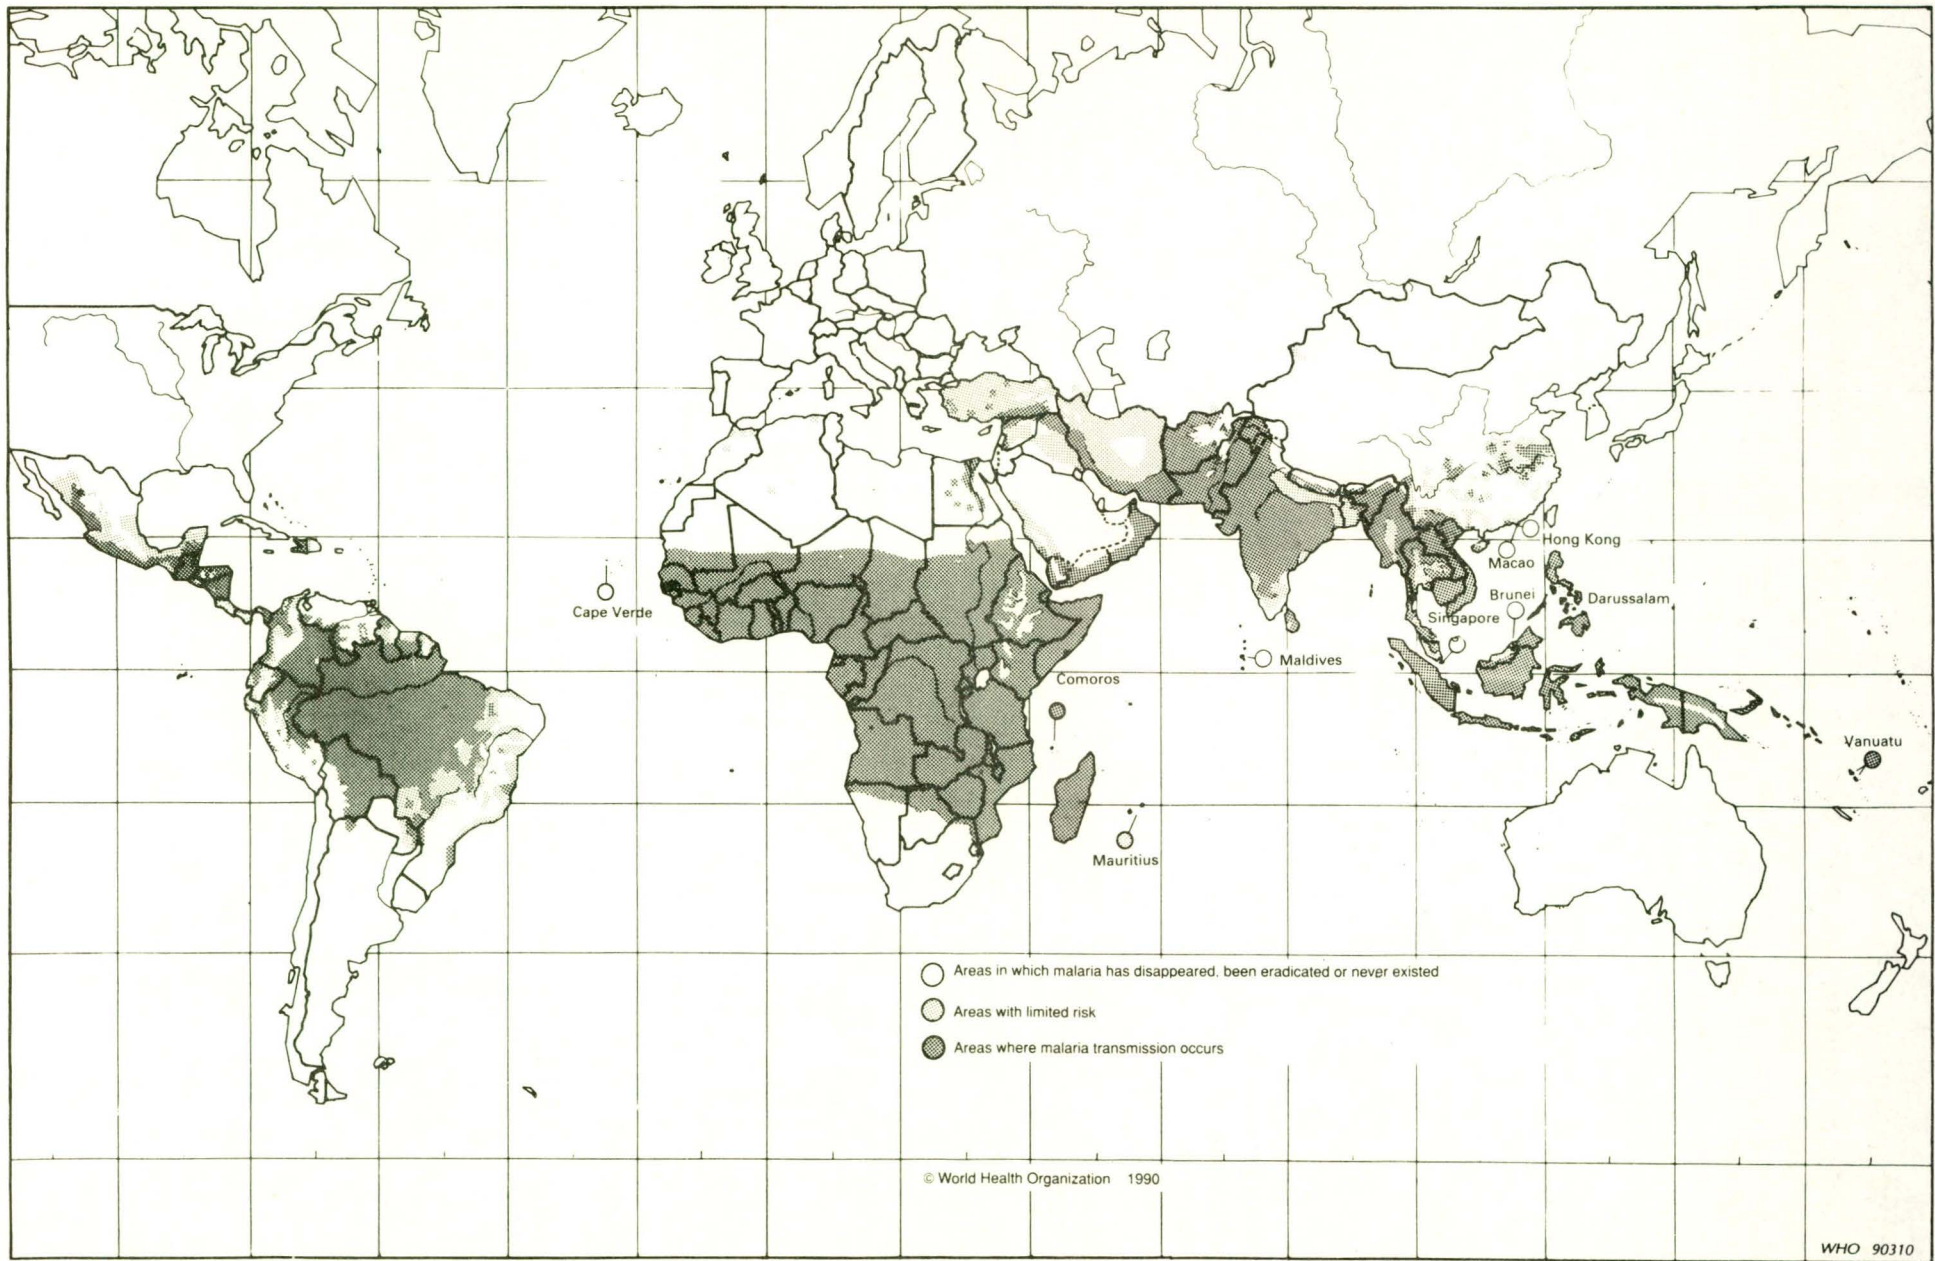 Hong Kong
Macao
Cape Verde
Brunei
Darussalam
Singapore
Maldives
Comoros
Vanuatu
Mauritius
Areas in which malaria has disappeared, been eradicated or never existed
Areas with limited risk
Areas where malaria transmission occurs
© World Health Organization 1990
WHO 90310